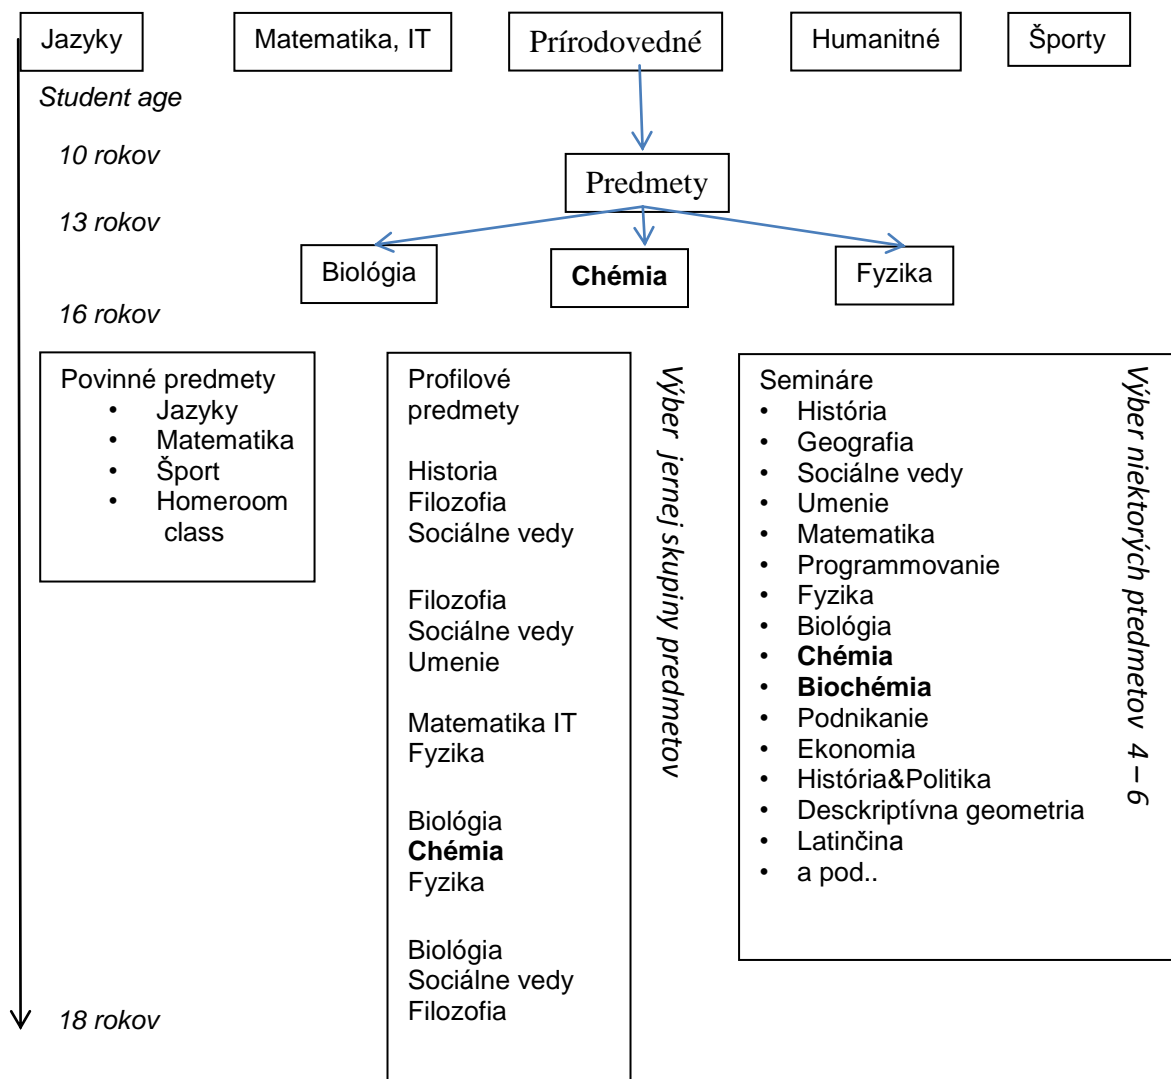 Jazyky
Matematika, IT
Prírodovedné
Humanitné
Športy
Student age
10 rokov
Predmety
13 rokov
Biológia
Chémia
Fyzika
16 rokov
Povinné predmety
• Jazyky
• Matematika
• Šport
• Homeroom
class
Profilové
predmety
Historia
Filozofia
Sociálne vedy
Filozofia
Sociálne vedy
Umenie
Matematika IT
Fyzika
Biológia
Chémia
Fyzika
Biológia
Sociálne vedy
Filozofia
Výber jernej skupiny predmetov
Semináre
• História
• Geografia
• Sociálne vedy
• Umenie
• Matematika
• Programmovanie
• Fyzika
• Biológia
• Chémia
• Biochémia
• Podnikanie
• Ekonomia
• História&Politika
• Desckriptívna geometria
• Latinčina
• a pod..
Výber niektorých ptedmetov 4 – 6
18 rokov